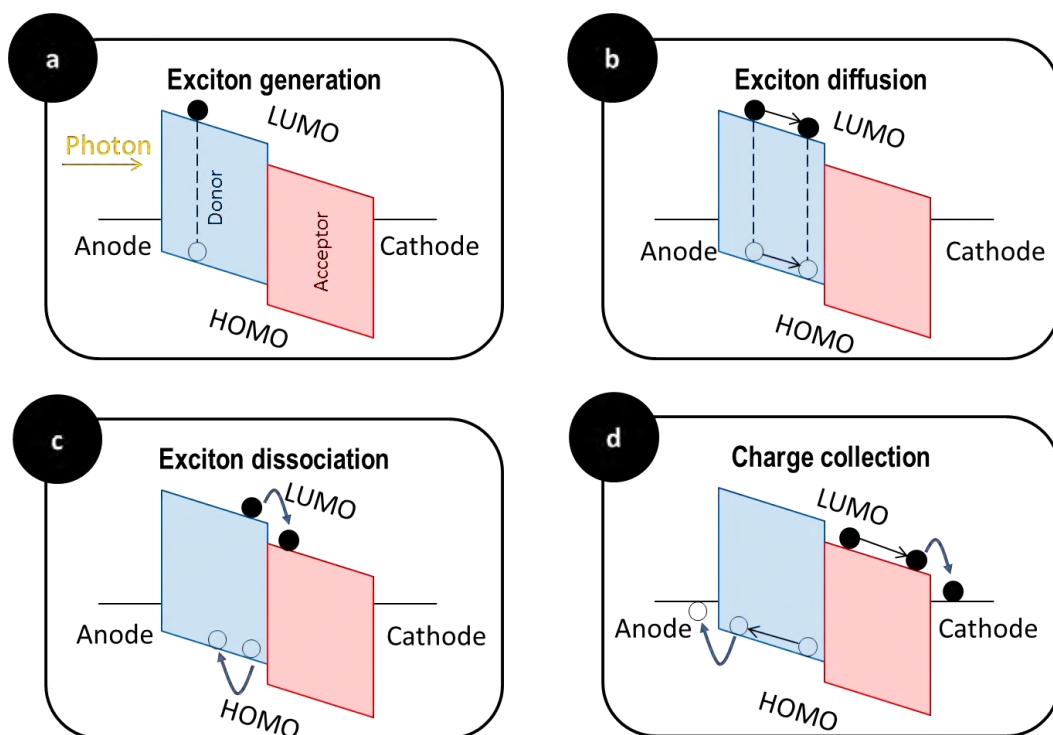 a
Exciton generation
LUMO
Photon
Donor
Acceptor
Anode
Cathode
HOMO
b
Exciton diffusion
LUMO
Anode
Cathode
HOMO
c
Exciton dissociation
LUMO
Anode
Cathode
HOMO
d
Charge collection
LUMO
Anode
Cathode
HOMO